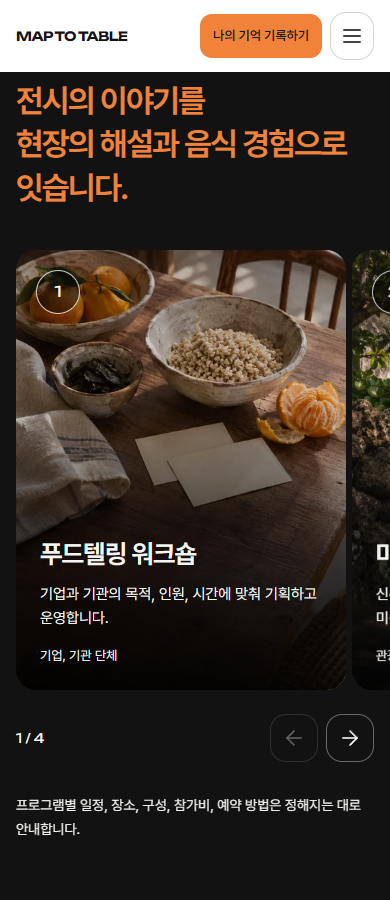 MAP TO TABLE
나의 기억 기록하기
전시의 이야기를
현장의 해설과 음식 경험으로
잇습니다.
1
푸드텔링 워크숍
기업과 기관의 목적, 인원, 시간에 맞춰 기획하고
운영합니다.
기업, 기관 단체
1 / 4
프로그램별 일정, 장소, 구성, 참가비, 예약 방법은 정해지는 대로
안내합니다.